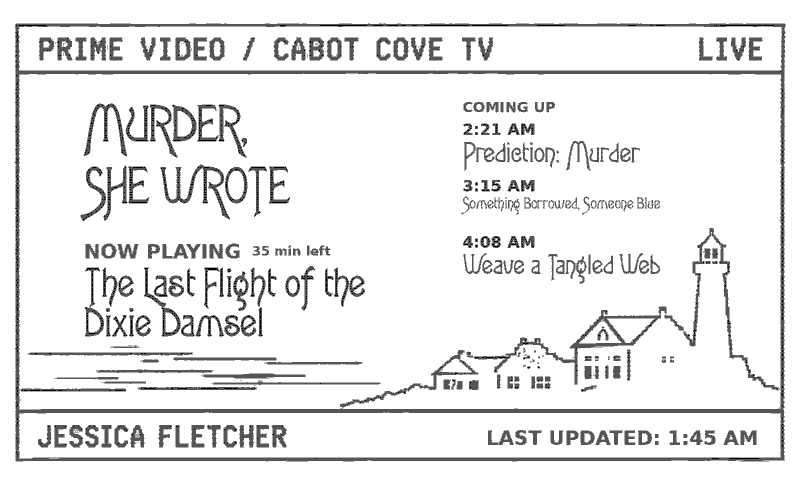 PRIME VIDEO / CABOT COVE TV
LIVE
MURDER,
SHE WROTE
NOW PLAYING 35 min left
The Last Flight of the
Dixie Damsel
COMING UP
2:21 AM
Prediction: Murder
3:15 AM
Something Borrowed, Someone Blue
4:08 AM
Weave a Tangled Web
JESSICA FLETCHER
LAST UPDATED: 1:45 AM